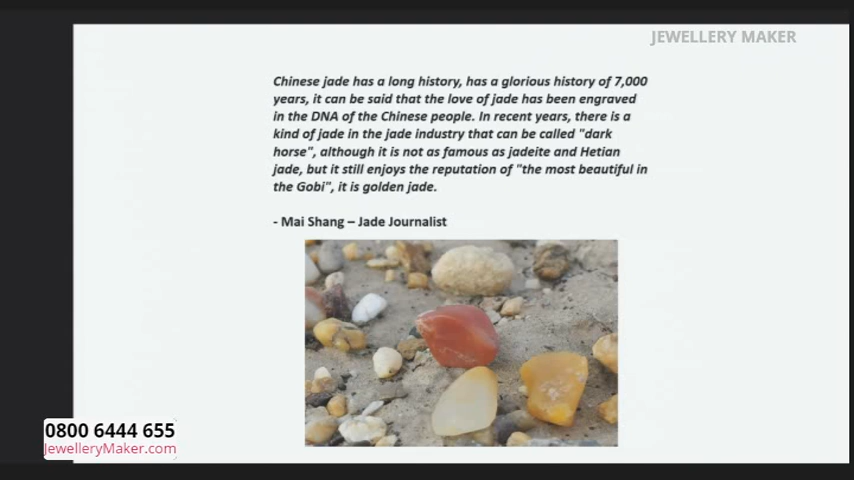 JEWELLERY MAKER
Chinese jade has a long history, has a glorious history of 7,000
years, it can be said that the love of jade has been engraved
in the DNA of the Chinese people. In recent years, there is a
kind of jade in the jade industry that can be called "dark
horse", although it is not as famous as jadeite and Hetian
jade, but it still enjoys the reputation of "the most beautiful in
the Gobi", it is golden jade.
- Mai Shang – Jade Journalist
0800 6444 655
JewelleryMaker.com